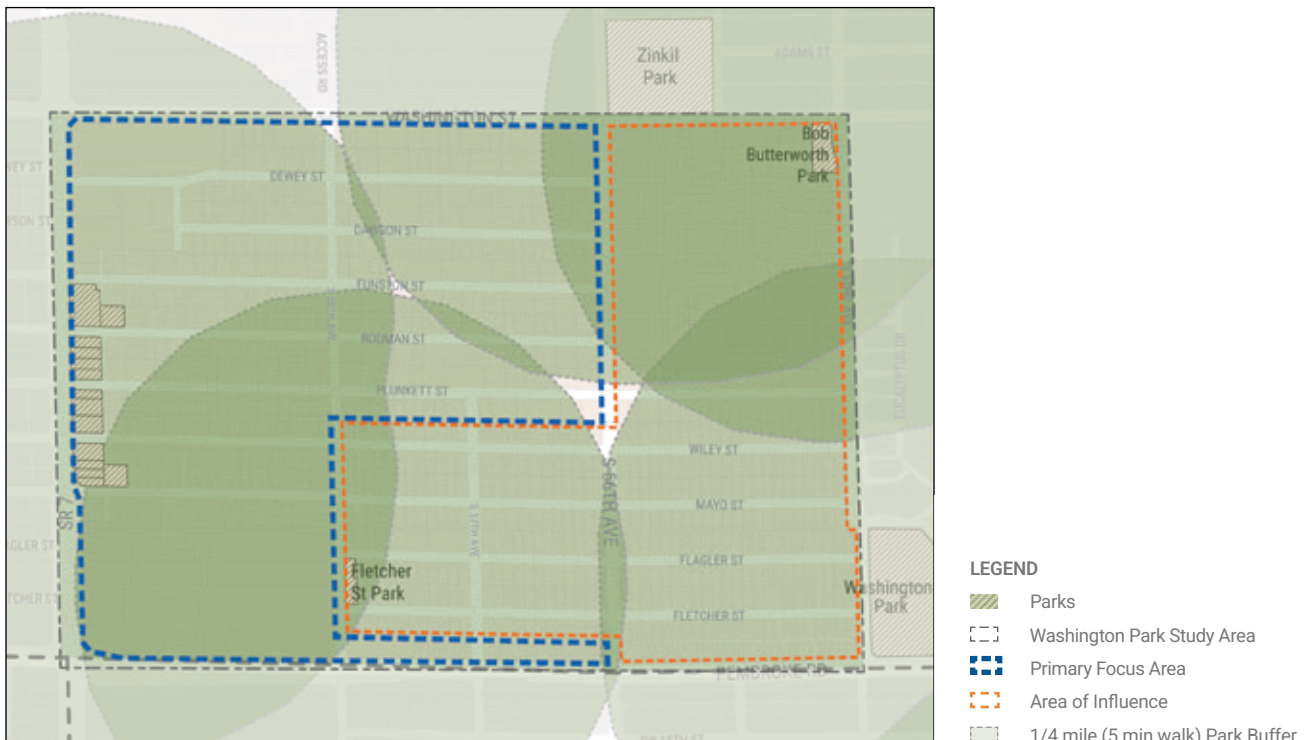 Zinkil
Park
ADAMS ST
ACCESS RD
WASHINGTON ST
Bob
Butterworth
Park
DEWEY ST
DAWSON ST
FUNSTON ST
RODMAN ST
PLUNKETT ST
EUCALYPTUS DR
WILEY ST
S 66TH AVE
MAYO ST
SR 7
FLAGLER ST
Fletcher
St Park
FLETCHER ST
Washington
Park
PEMBROKE RD
LEGEND
Parks
Washington Park Study Area
Primary Focus Area
Area of Influence
1/4 mile (5 min walk) Park Buffer